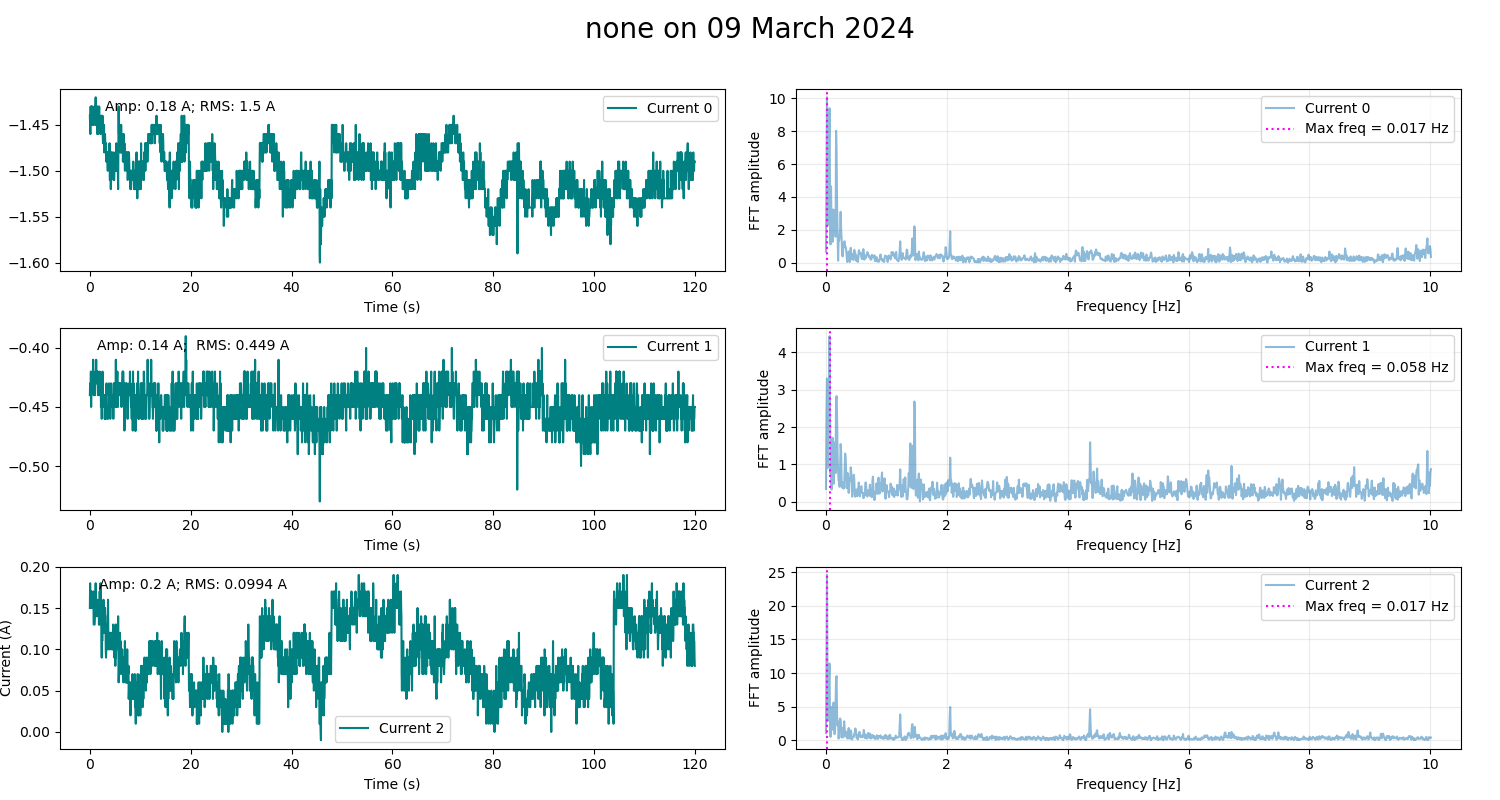 none on 09 March 2024
Amp: 0.18 A; RMS: 1.5 A
Current 0
−1.45
−1.50
−1.55
−1.60
0 20 40 60 80 100 120
Time (s)
FFT amplitude
10
8
6
4
2
0
Current 0
Max freq = 0.017 Hz
0 2 4 6 8 10
Frequency [Hz]
Amp: 0.14 A; RMS: 0.449 A
Current 1
−0.40
−0.45
−0.50
0 20 40 60 80 100 120
Time (s)
FFT amplitude
4
3
2
1
0
Current 1
Max freq = 0.058 Hz
0 2 4 6 8 10
Frequency [Hz]
Current (A)
0.20
0.15
0.10
0.05
0.00
Amp: 0.2 A; RMS: 0.0994 A
Current 2
0 20 40 60 80 100 120
Time (s)
FFT amplitude
25
20
15
10
5
0
Current 2
Max freq = 0.017 Hz
0 2 4 6 8 10
Frequency [Hz]